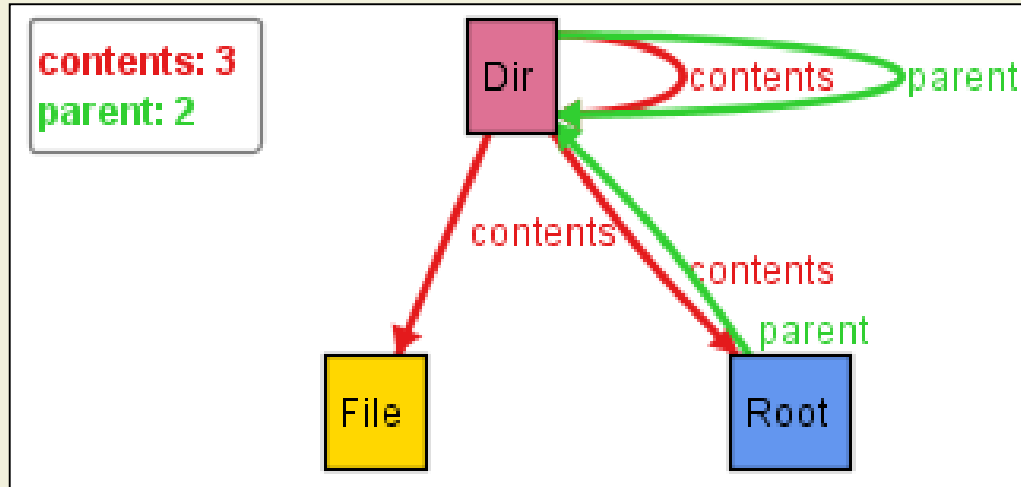 contents: 3
parent: 2
Dir
contents
parent
contents
contents
parent
File
Root